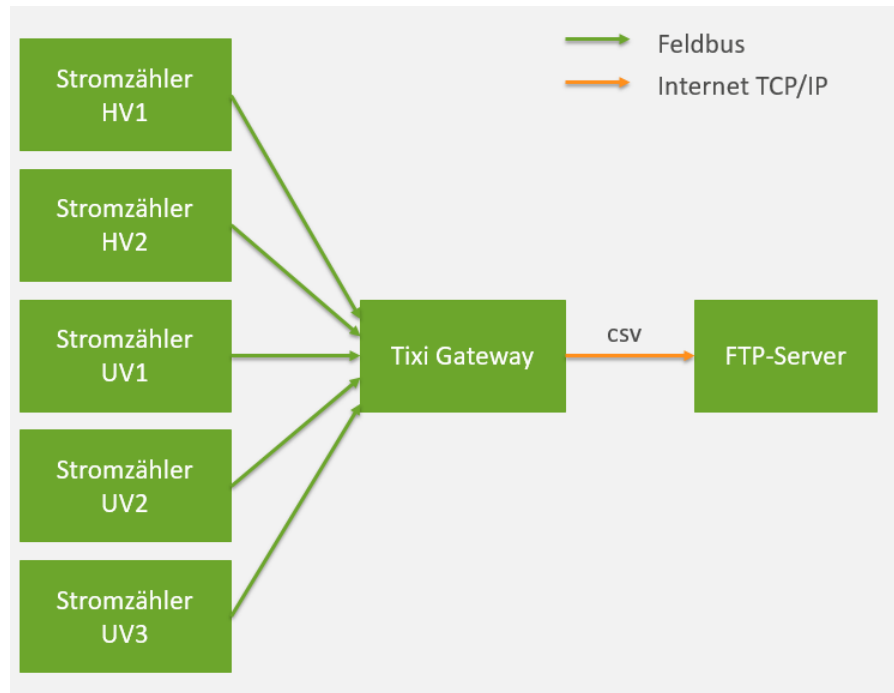 Stromzähler
HV1
Stromzähler
HV2
Stromzähler
UV1
Stromzähler
UV2
Stromzähler
UV3
Tixi Gateway
csv
FTP-Server
Feldbus
Internet TCP/IP